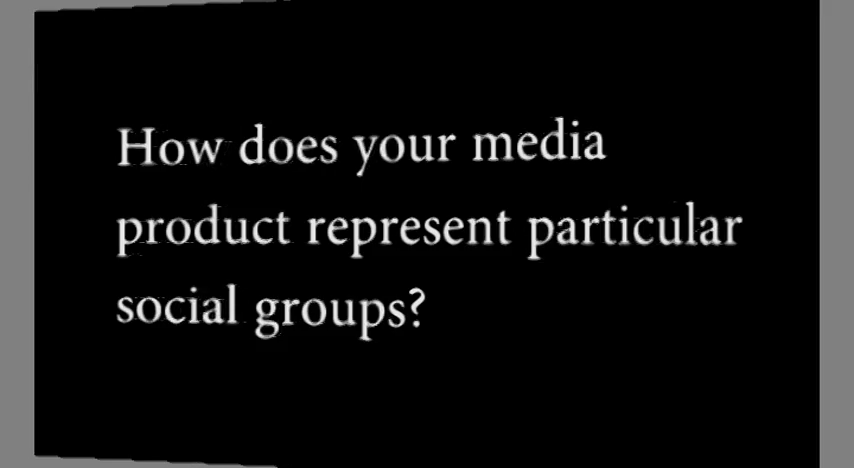 How does your media
product represent particular
social groups?